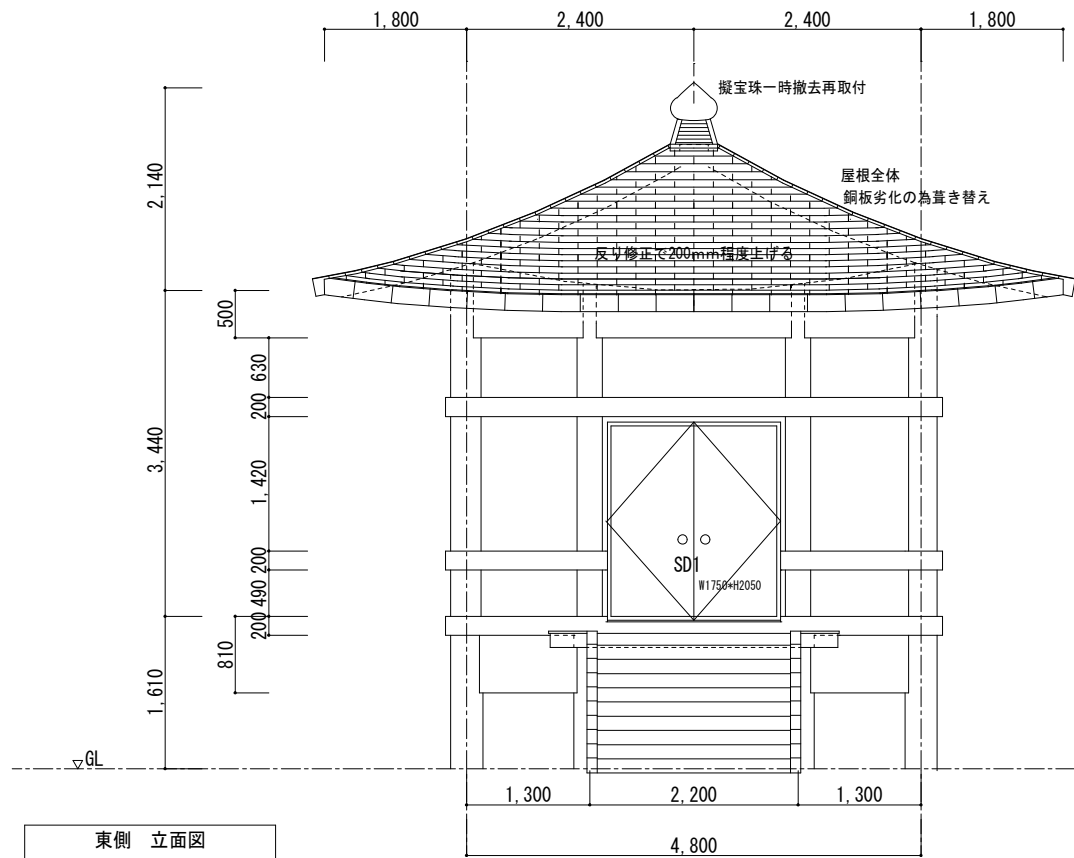 1,800
2,400
2,400
1,800
擬宝珠一時撤去再取付
屋根全体
銅板劣化の為葺き替え
反り修正で200mm程度上げる
2,140
500
630
200
3,440
1,420
200
490
200
810
1,610
SD1
W1750*H2050
GL
1,300
2,200
1,300
4,800
東側 立面図